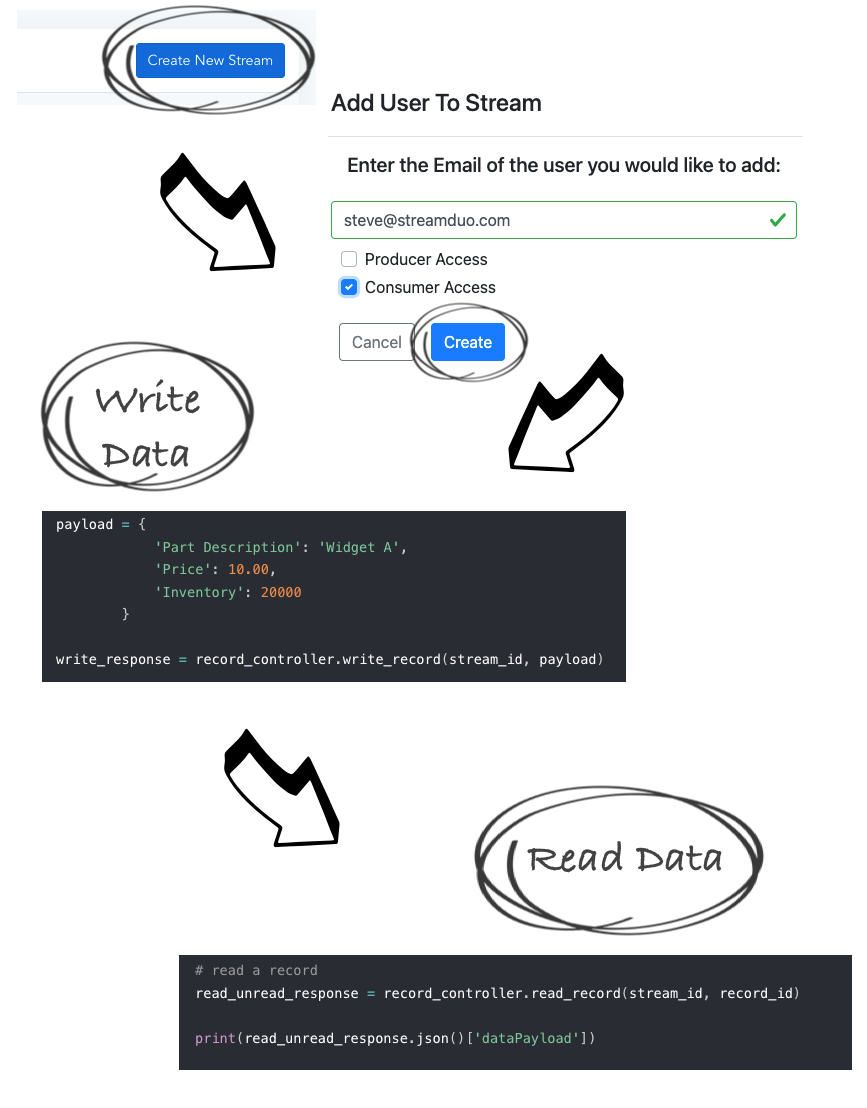 Create New Stream
Add User To Stream
Enter the Email of the user you would like to add:
steve@streamduo.com
Producer Access
Consumer Access
Cancel
Create
Write
Data
payload = {
'Part Description': 'Widget A',
'Price': 10.00,
'Inventory': 20000
}
write_response = record_controller.write_record(stream_id, payload)
Read Data
# read a record
read_unread_response = record_controller.read_record(stream_id, record_id)
print(read_unread_response.json()['dataPayload'])